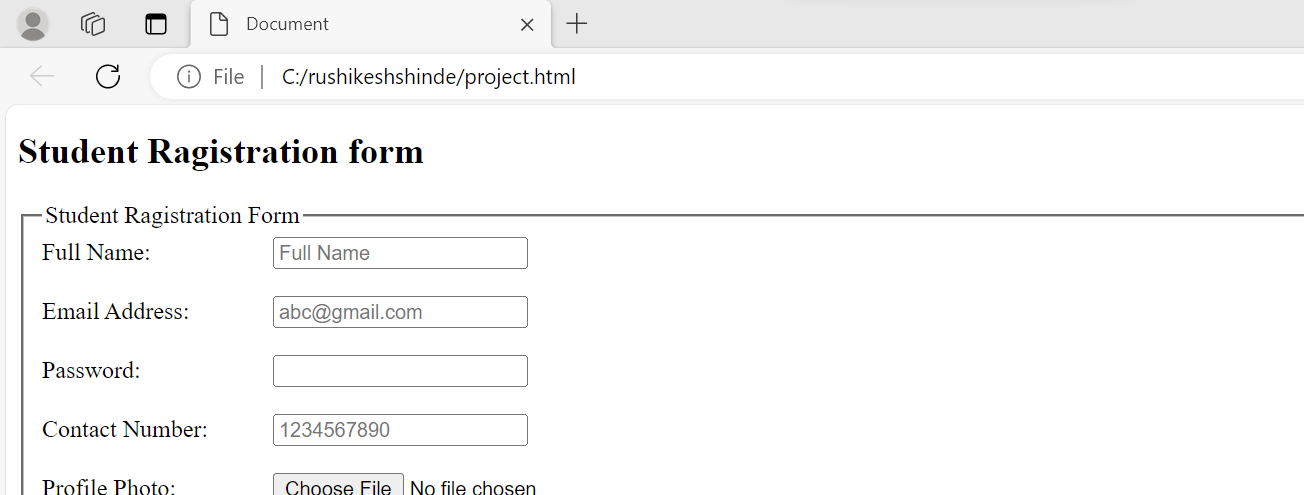 Document
File | C:/rushikeshshinde/project.html
Student Ragistration form
Student Ragistration Form
Full Name: Full Name
Email Address: abc@gmail.com
Password:
Contact Number: 1234567890
Profile Photo: Choose File No file chosen